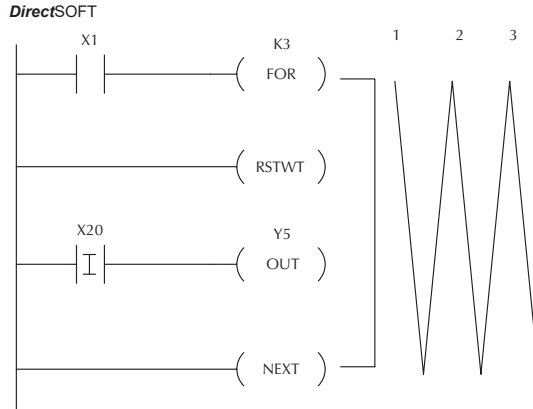 DirectSOFT
X1
K3
1 2 3
FOR
RSTWT
X20
Y5
I
OUT
NEXT